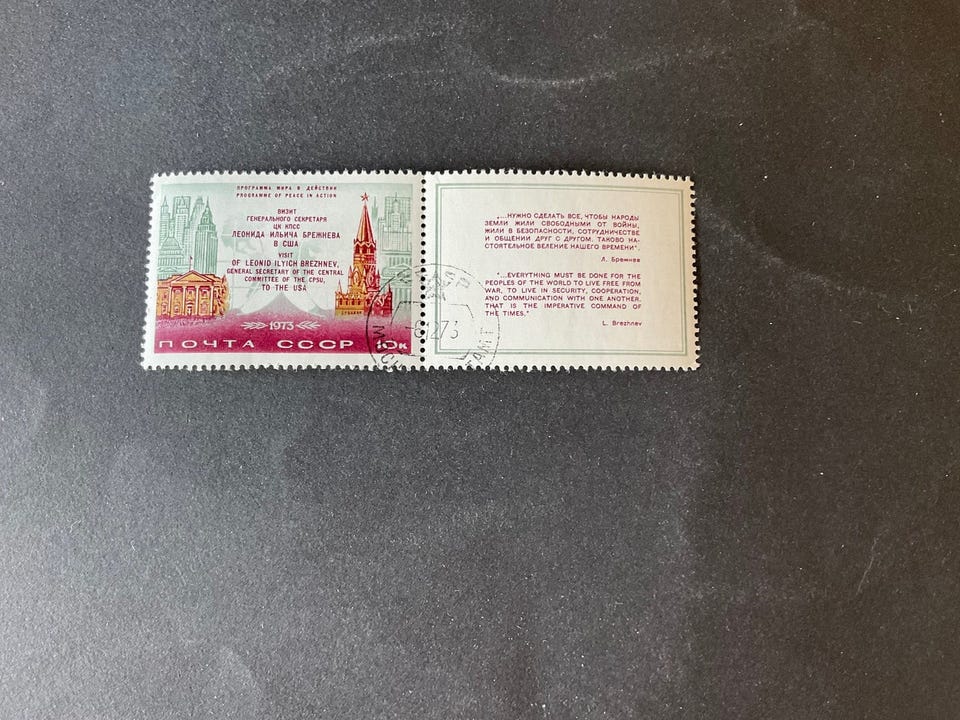 ПРОГРАММА МИРА В ДЕЙСТВИИ
PROGRAMME OF PEACE IN ACTION
ВИЗИТ
ГЕНЕРАЛЬНОГО СЕКРЕТАРЯ
ЦК КПСС
ЛЕОНИДА ИЛЬИЧА БРЕЖНЕВА
В США
VISIT
OF LEONID ILYICH BREZHNEV,
GENERAL SECRETARY OF THE CENTRAL
COMMITTEE OF THE CPSU,
TO THE USA
1973
ПОЧТА СССР 10к
„...НУЖНО СДЕЛАТЬ ВСЕ, ЧТОБЫ НАРОДЫ
ЗЕМЛИ ЖИЛИ СВОБОДНЫМИ ОТ ВОЙНЫ,
ЖИЛИ В БЕЗОПАСНОСТИ, СОТРУДНИЧЕСТВЕ
И ОБЩЕНИИ ДРУГ С ДРУГОМ. ТАКОВО НА-
СТОЯТЕЛЬНОЕ ВЕЛЕНИЕ НАШЕГО ВРЕМЕНИ".
Л. Брежнев
"...EVERYTHING MUST BE DONE FOR THE
PEOPLES OF THE WORLD TO LIVE FREE FROM
WAR, TO LIVE IN SECURITY, COOPERATION,
AND COMMUNICATION WITH ONE ANOTHER.
THAT IS THE IMPERATIVE COMMAND OF
THE TIMES."
L. Brezhnev